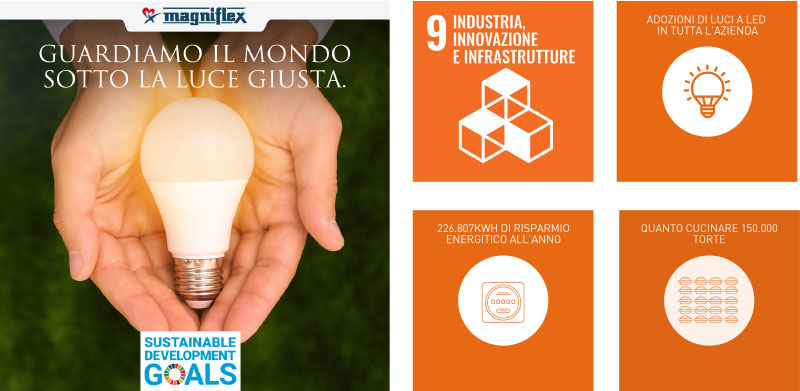 magniflex
GUARDIAMO IL MONDO
SOTTO LA LUCE GIUSTA.
SUSTAINABLE
DEVELOPMENT
GOALS
9 INDUSTRIA,
INNOVAZIONE
E INFRASTRUTTURE
ADOZIONI DI LUCI A LED
IN TUTTA L'AZIENDA
226.807KWH DI RISPARMIO
ENERGITICO ALL'ANNO
QUANTO CUCINARE 150.000
TORTE